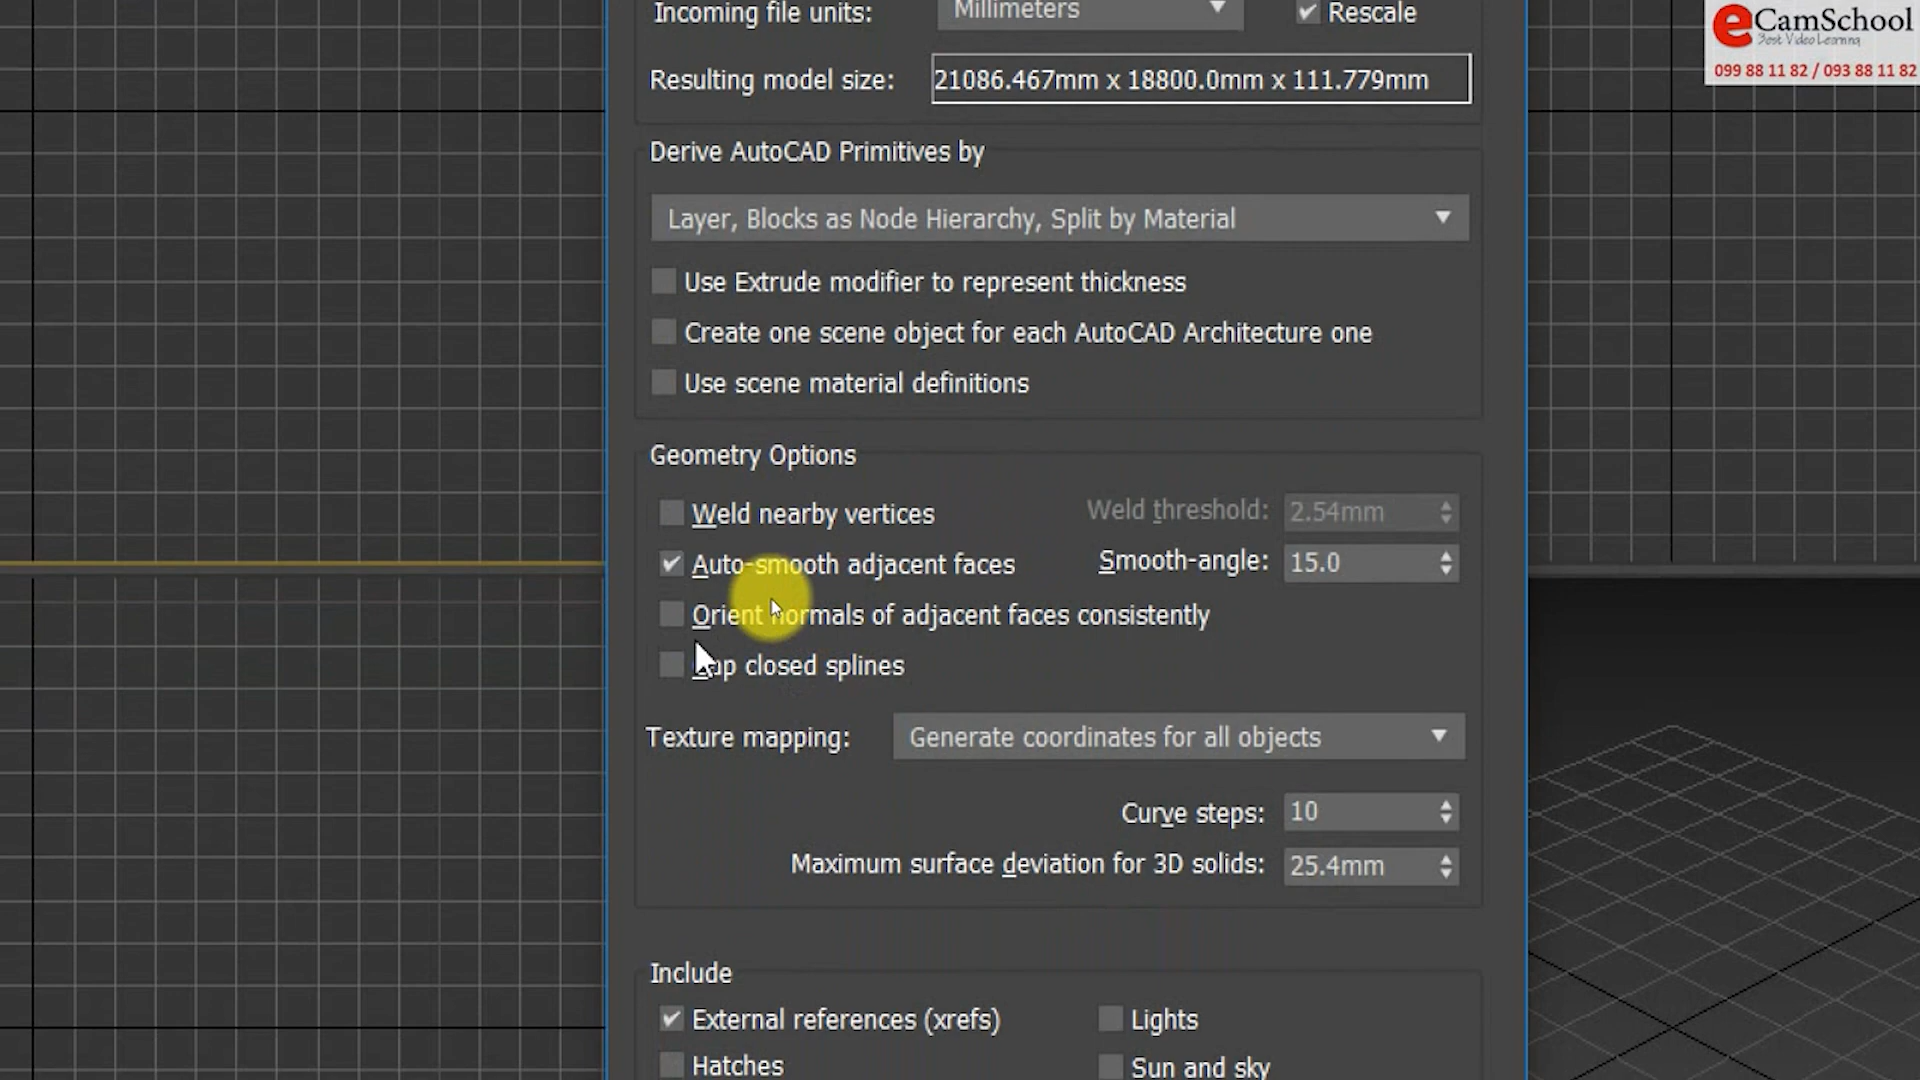 Incoming file units: Millimeters Rescale
eCamSchool
Best Video Learning
099 88 11 82 / 093 88 11 82
Resulting model size: 21086.467mm x 18800.0mm x 111.779mm
Derive AutoCAD Primitives by
Layer, Blocks as Node Hierarchy, Split by Material
Use Extrude modifier to represent thickness
Create one scene object for each AutoCAD Architecture one
Use scene material definitions
Geometry Options
Weld nearby vertices Weld threshold: 2.54mm
Auto-smooth adjacent faces Smooth-angle: 15.0
Orient normals of adjacent faces consistently
closed splines
Texture mapping: Generate coordinates for all objects
Curve steps: 10
Maximum surface deviation for 3D solids: 25.4mm
Include
External references (xrefs) Lights
Hatches Sun and sky